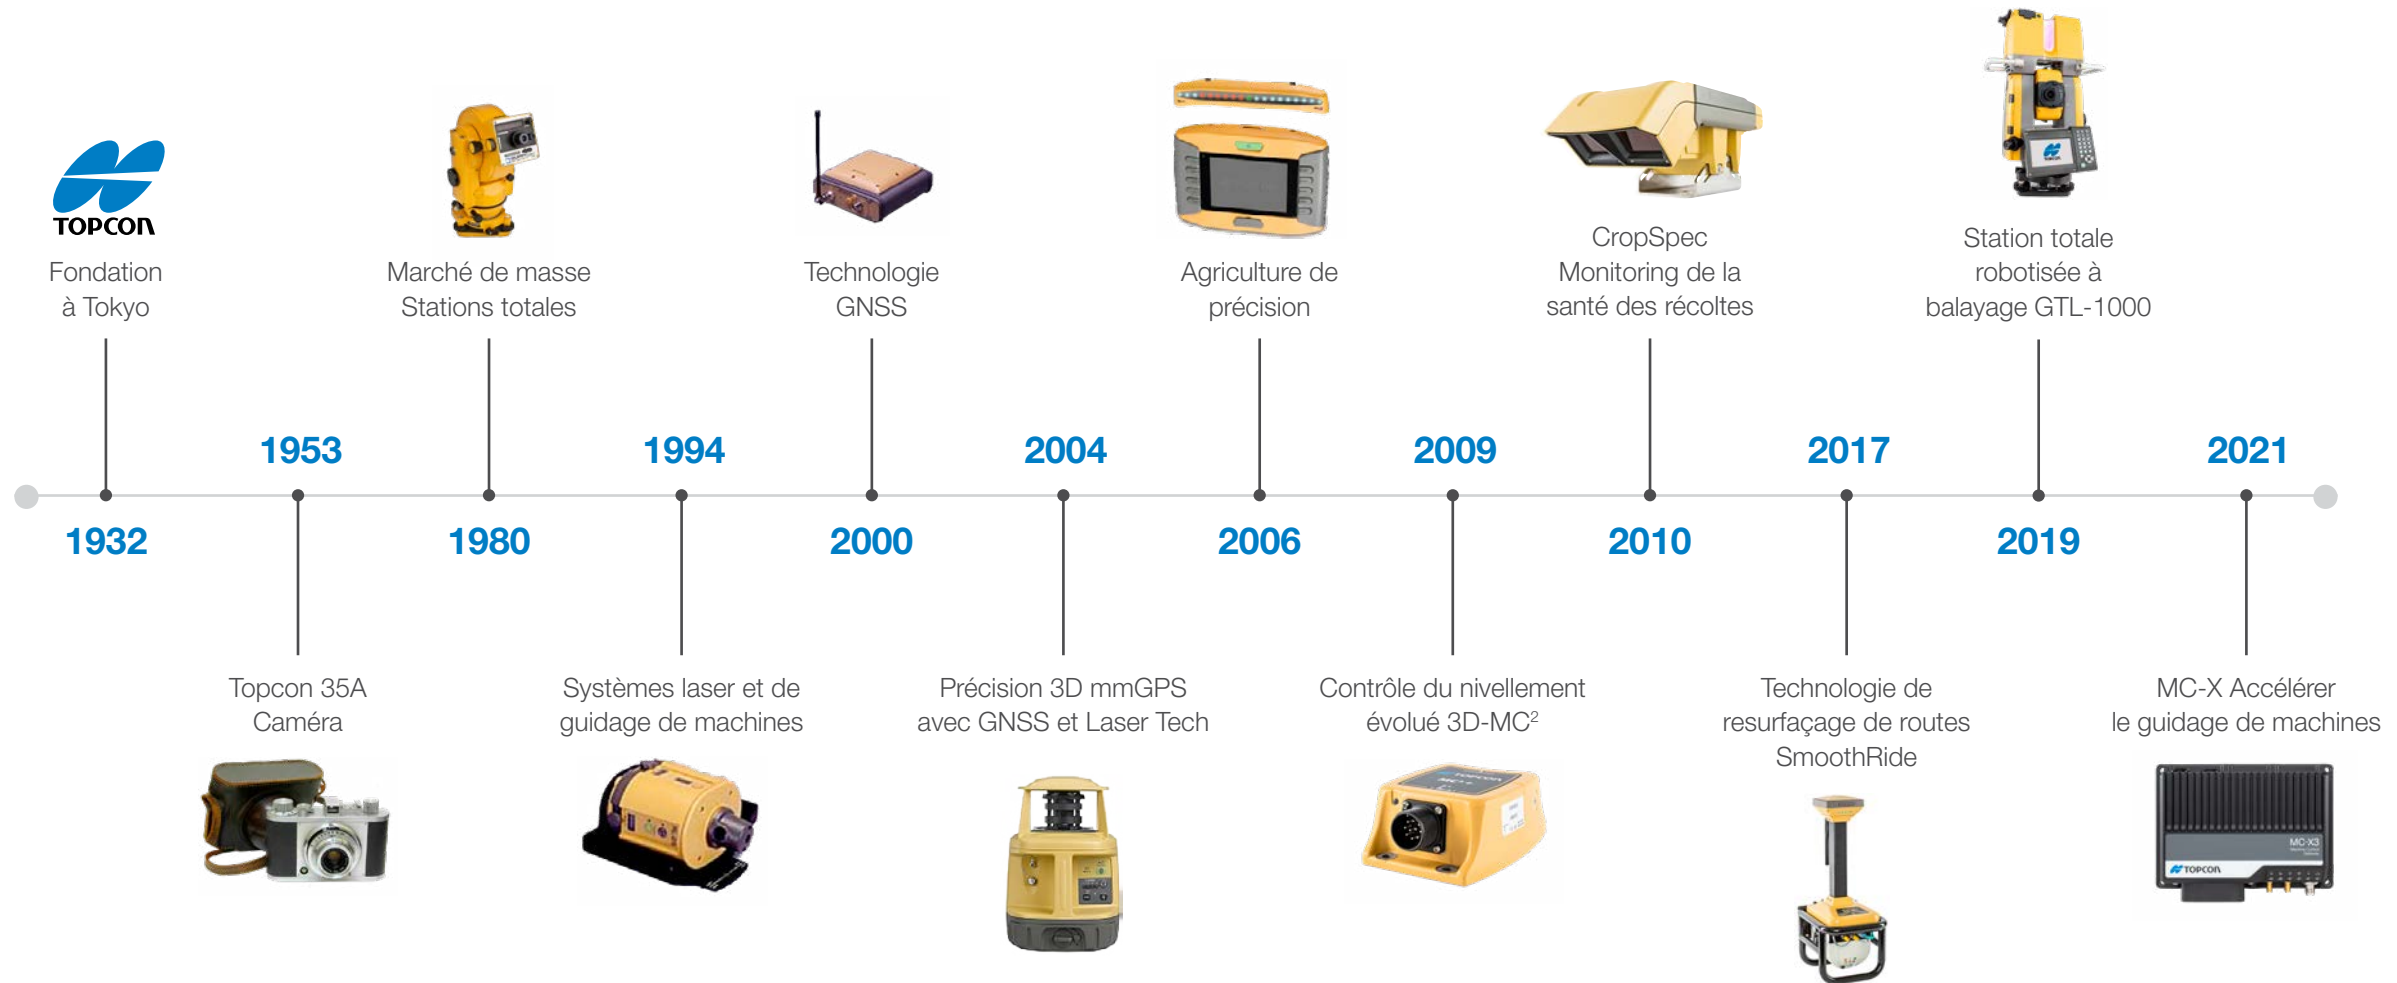 TOPCON
Fondation
à Tokyo
1932
1953
Topcon 35A
Caméra
Marché de masse
Stations totales
1980
1994
Systèmes laser et de
guidage de machines
Technologie
GNSS
2000
2004
Précision 3D mmGPS
avec GNSS et Laser Tech
Agriculture de
précision
2006
2009
Contrôle du nivellement
évolué 3D-MC²
TOPCON
CropSpec
Monitoring de la
santé des récoltes
2010
2017
Technologie de
resurfaçage de routes
SmoothRide
TOPCON
Station totale
robotisée à
balayage GTL-1000
2019
2021
MC-X Accélérer
le guidage de machines
MC-X3
TOPCON